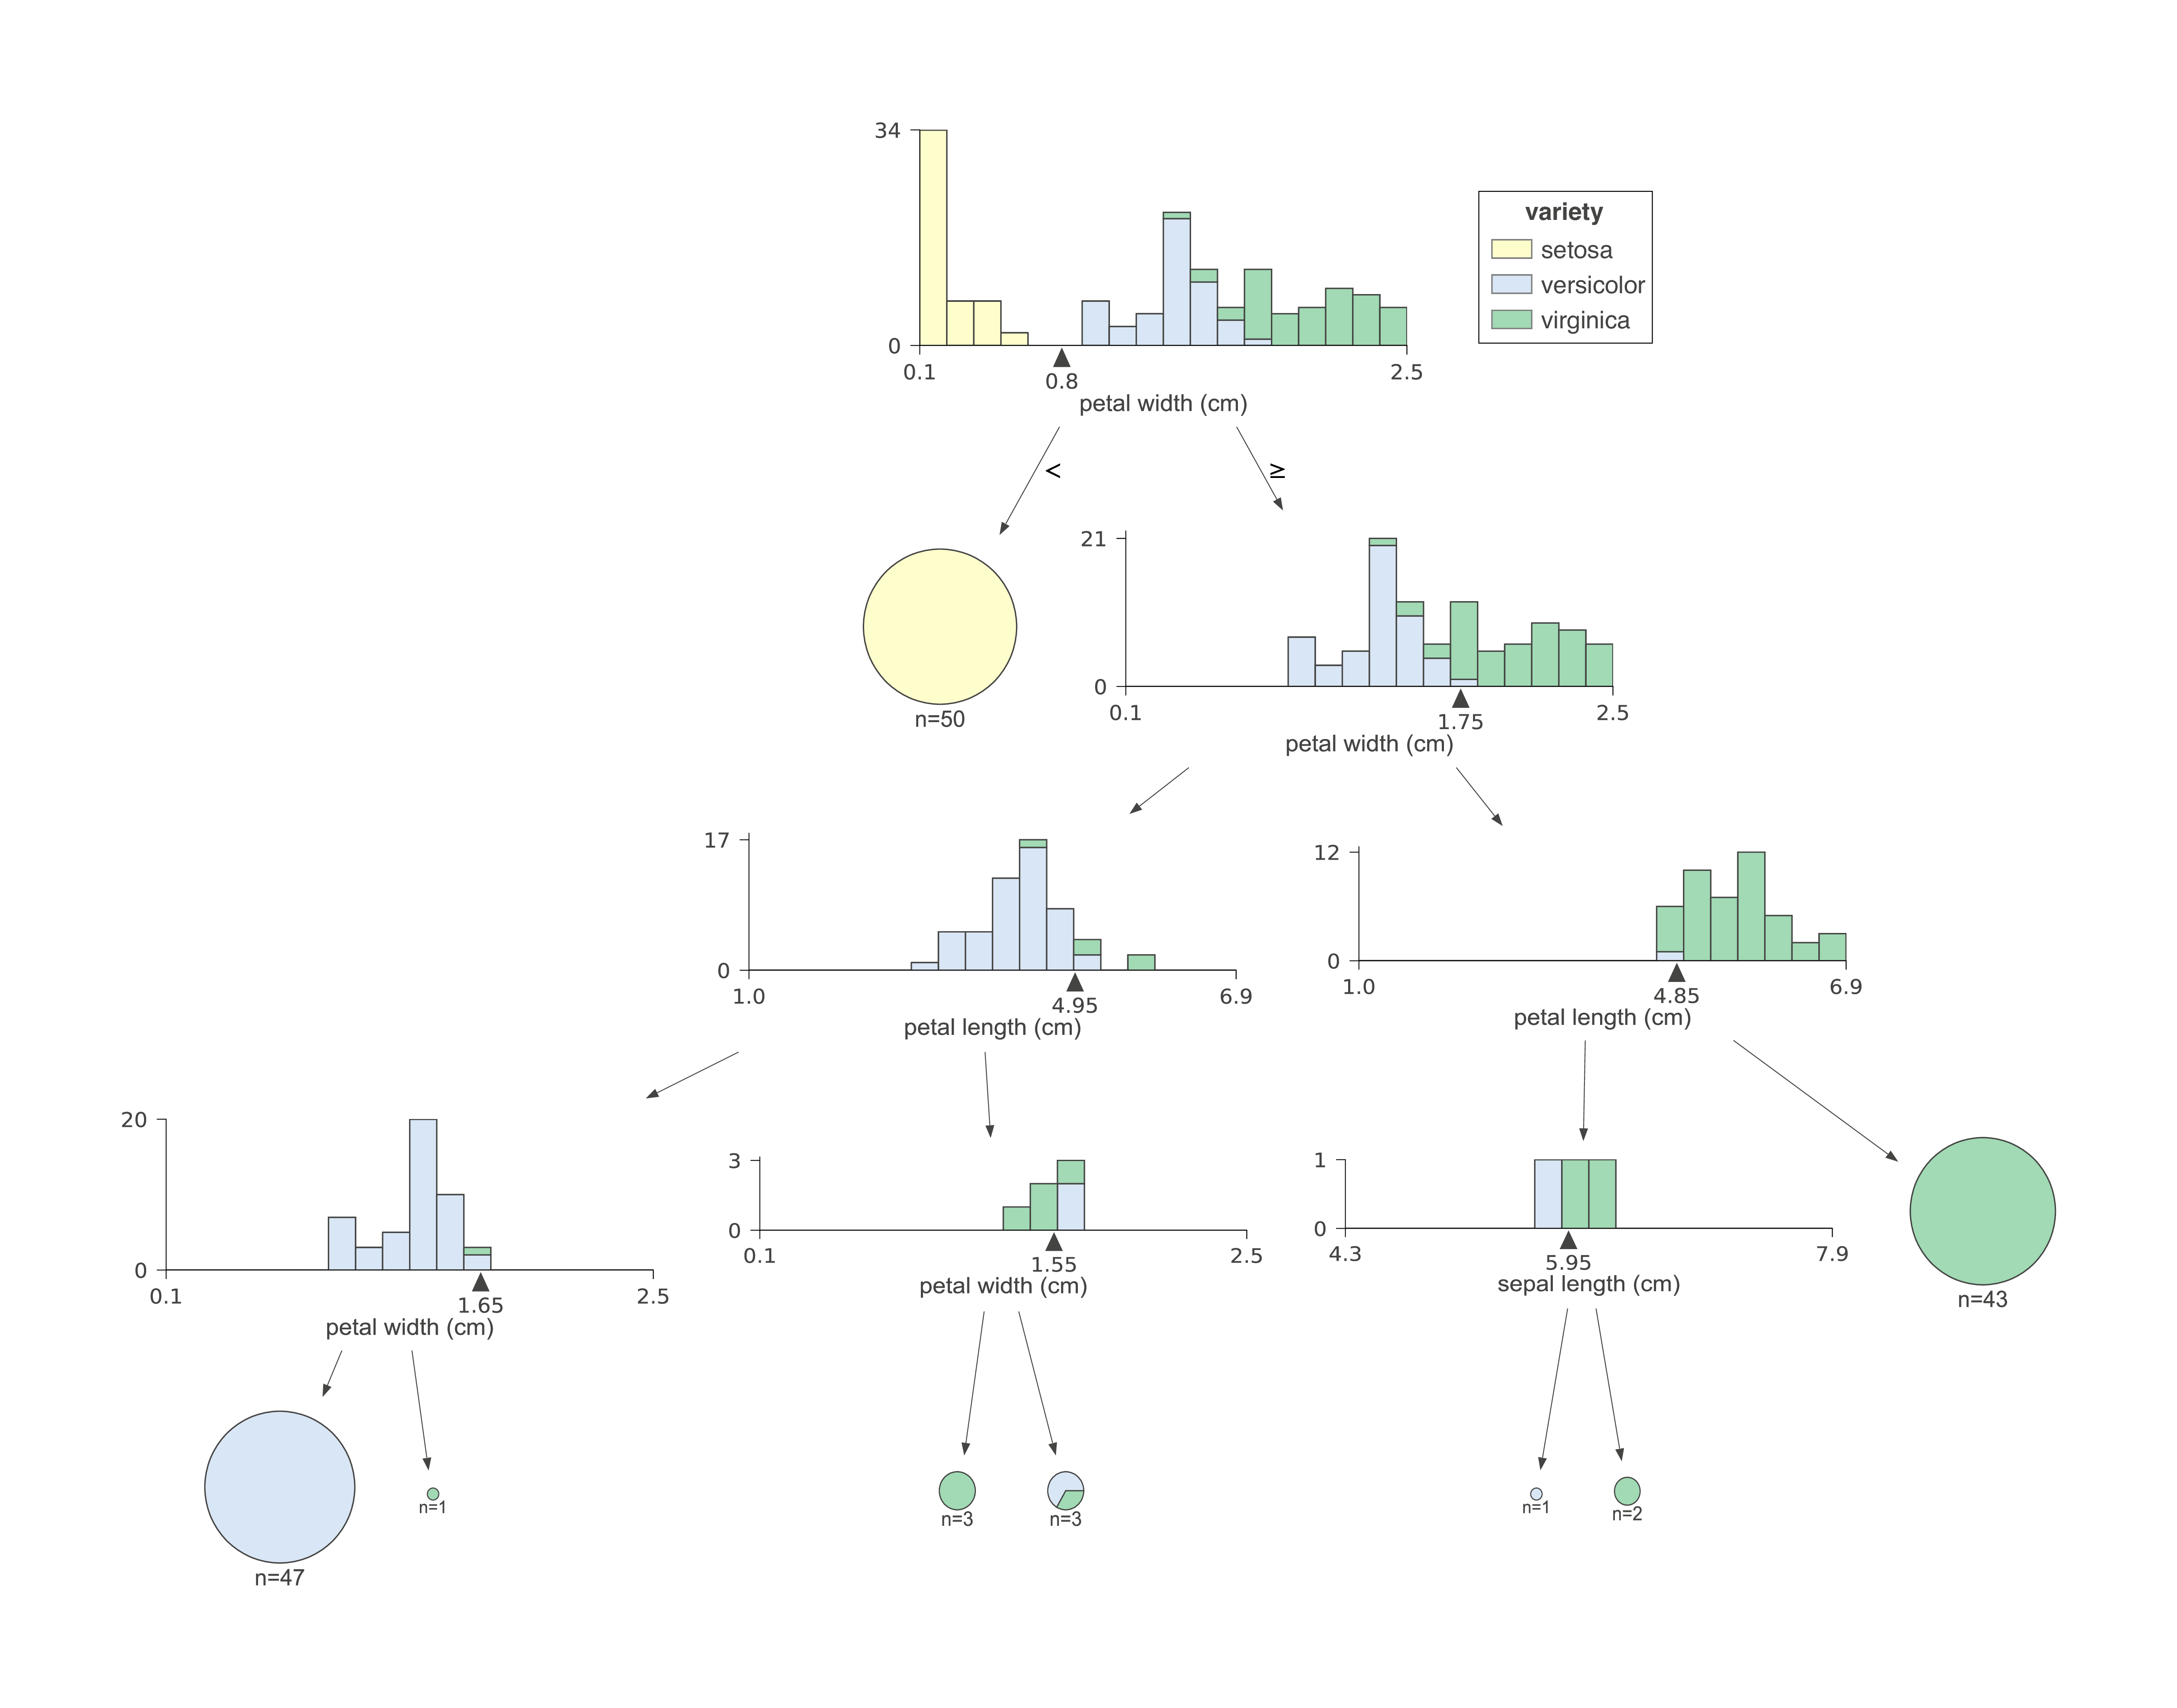 34
0
0.1
0.8
2.5
petal width (cm)
variety
setosa
versicolor
virginica
<
≥
n=50
21
0
0.1
1.75
2.5
petal width (cm)
17
0
1.0
4.95
6.9
petal length (cm)
12
0
1.0
4.85
6.9
petal length (cm)
20
0
0.1
1.65
2.5
petal width (cm)
3
0
0.1
1.55
2.5
petal width (cm)
1
0
4.3
5.95
7.9
sepal length (cm)
n=43
n=47
n=1
n=3
n=3
n=1
n=2